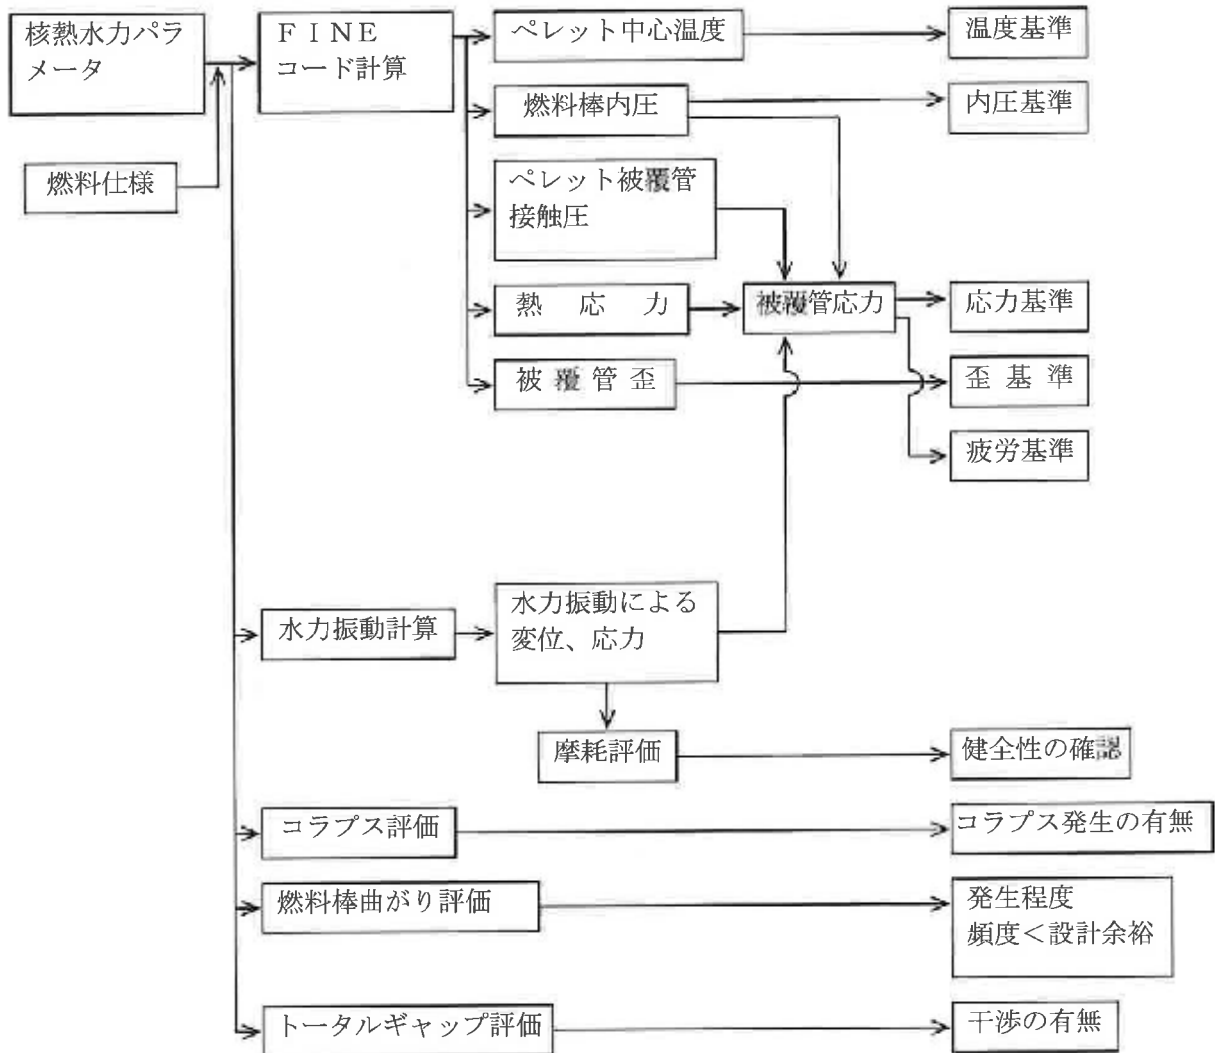 核熱水力パラ
メータ
燃料仕様
ＦＩＮＥ
コード計算
ペレット中心温度
燃料棒内圧
ペレット被覆管
接触圧
熱　応　力
被 覆 管 歪
被覆管応力
温度基準
内圧基準
応力基準
歪 基 準
疲労基準
水力振動計算
水力振動による
変位、応力
摩耗評価
健全性の確認
コラプス評価
コラプス発生の有無
燃料棒曲がり評価
発生程度
頻度＜設計余裕
トータルギャップ評価
干渉の有無